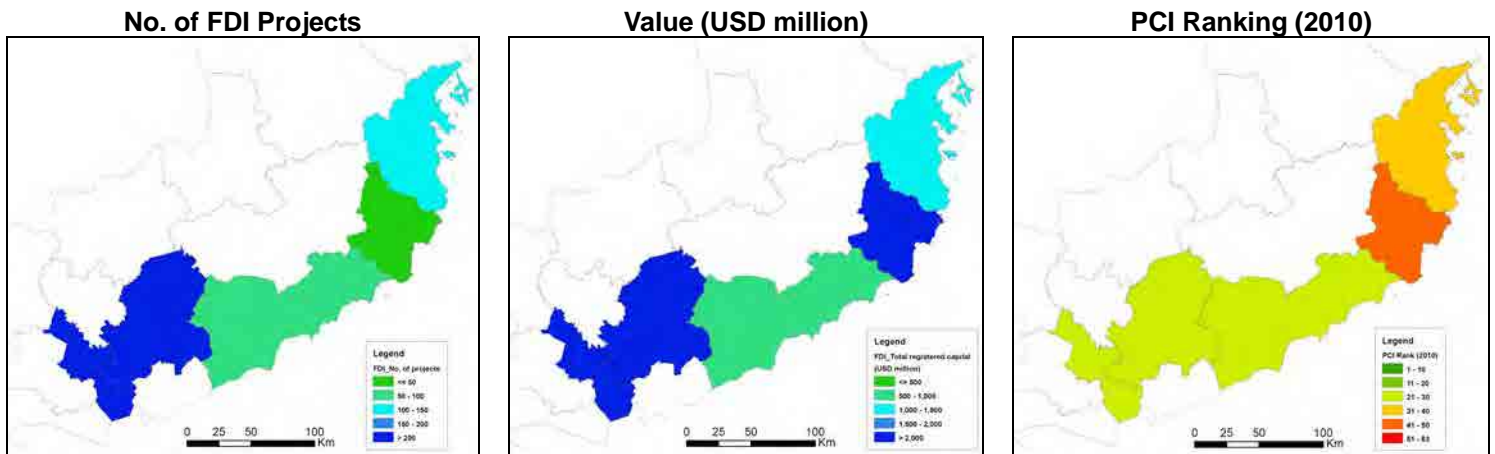 No. of FDI Projects
Legend
FDI_No. of projects
<= 50
50 - 100
100 - 150
150 - 200
> 200
0 25 50 100
Km
Value (USD million)
Legend
FDI_Total registered capital
(USD million)
<= 500
500 - 1,000
1,000 - 1,500
1,500 - 2,000
> 2,000
0 25 50 100
Km
PCI Ranking (2010)
Legend
PCI Rank (2010)
1 - 10
11 - 20
21 - 30
31 - 40
41 - 50
51 - 63
0 25 50 100
Km